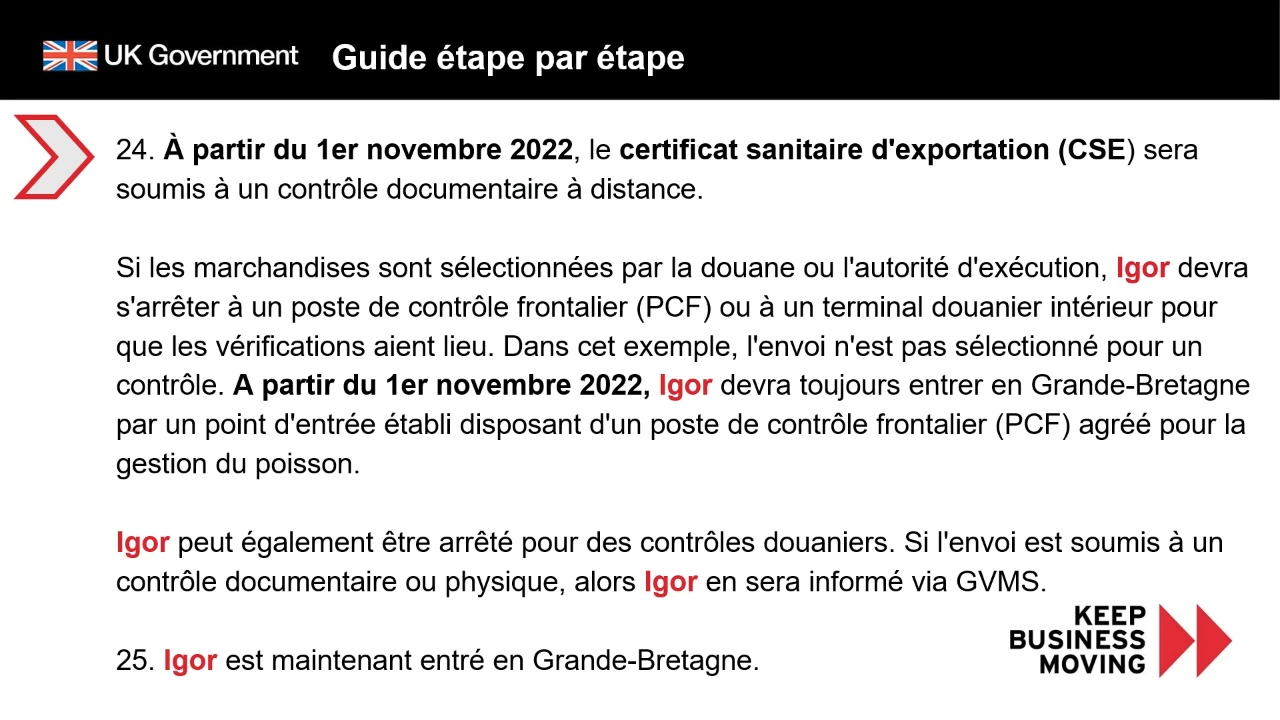 UK Government
Guide étape par étape
24. À partir du 1er novembre 2022, le certificat sanitaire d'exportation (CSE) sera
soumis à un contrôle documentaire à distance.
Si les marchandises sont sélectionnées par la douane ou l'autorité d'exécution, Igor devra
s'arrêter à un poste de contrôle frontalier (PCF) ou à un terminal douanier intérieur pour
que les vérifications aient lieu. Dans cet exemple, l'envoi n'est pas sélectionné pour un
contrôle. A partir du 1er novembre 2022, Igor devra toujours entrer en Grande-Bretagne
par un point d'entrée établi disposant d'un poste de contrôle frontalier (PCF) agréé pour la
gestion du poisson.
Igor peut également être arrêté pour des contrôles douaniers. Si l'envoi est soumis à un
contrôle documentaire ou physique, alors Igor en sera informé via GVMS.
25. Igor est maintenant entré en Grande-Bretagne.
KEEP
BUSINESS
MOVING